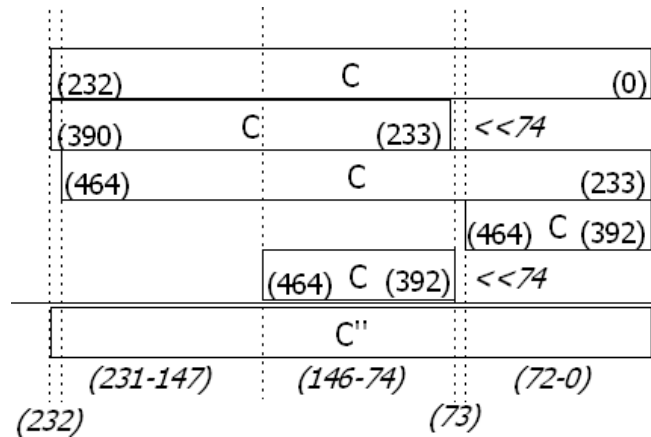 (232) C (0)
(390) C (233) <<74
(464) C (233)
(464) C (392)
(464) C (392) <<74
C"
(231-147) (146-74) (72-0)
(232) (73)